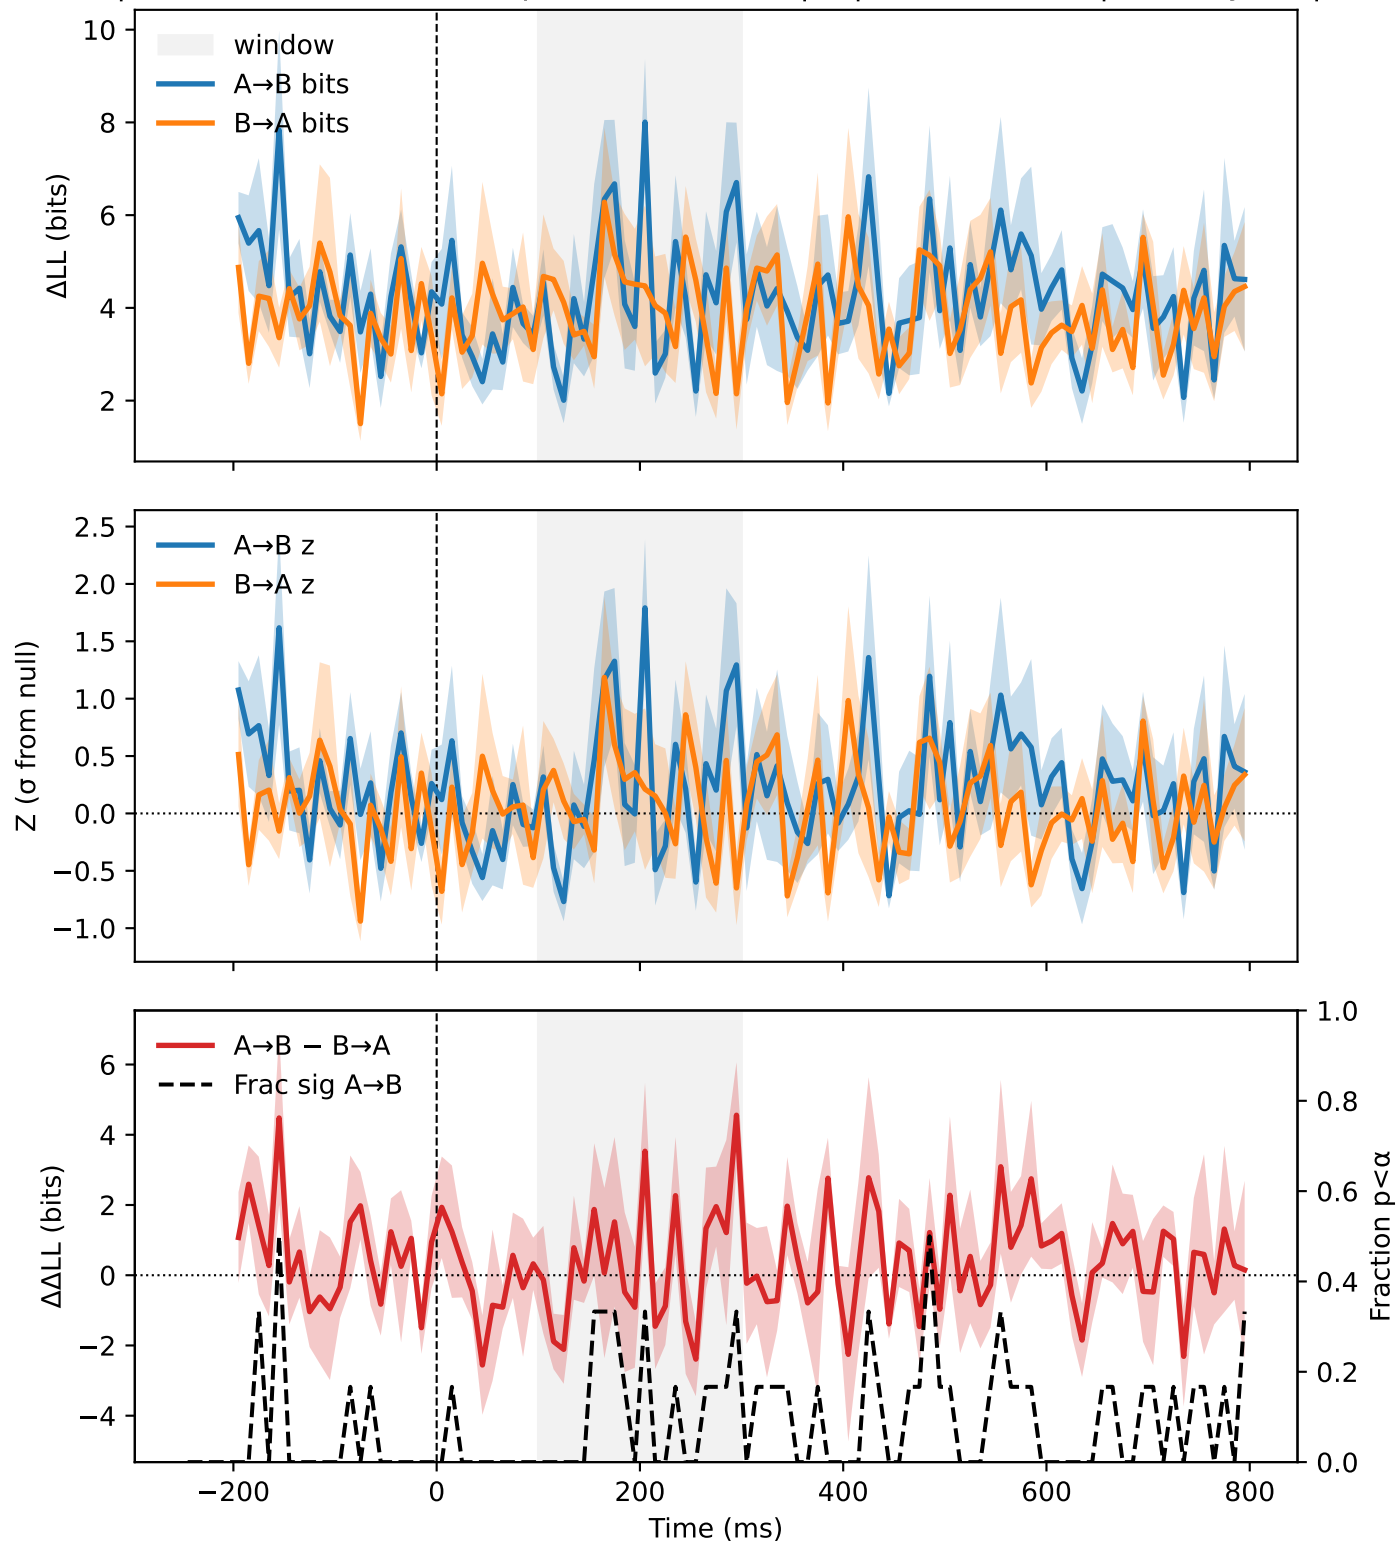 10
8
6
4
2
ΔLL (bits)
window
A→B bits
B→A bits
2.5
2.0
1.5
1.0
0.5
0.0
−0.5
−1.0
Z (σ from null)
A→B z
B→A z
6
4
2
0
−2
−4
ΔΔLL (bits)
A→B − B→A
Frac sig A→B
1.0
0.8
0.6
0.4
0.2
0.0
Fraction p<α
−200 0 200 400 600 800
Time (ms)